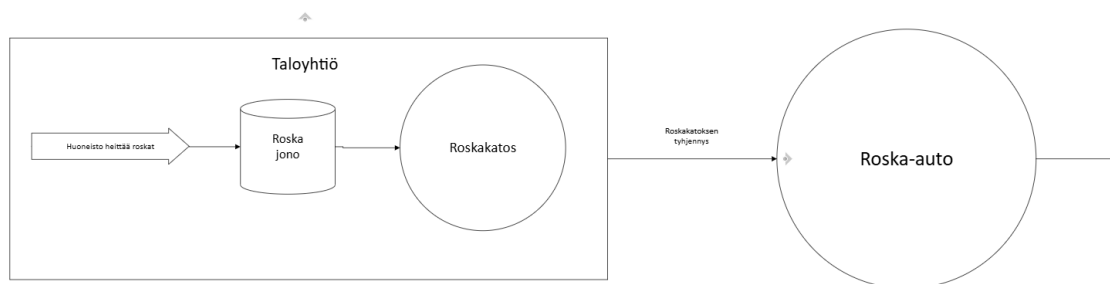 Taloyhtiö
Huoneisto heittää roskat
Roska
jono
Roskakatos
Roskakatoksen
tyhjennys
Roska-auto